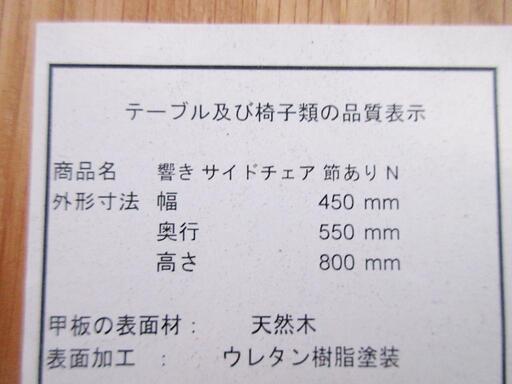 テーブル及び椅子類の品質表示
商品名 響き サイドチェア 節あり N
外形寸法 幅 450 mm
奥行 550 mm
高さ 800 mm
甲板の表面材: 天然木
表面加工 : ウレタン樹脂塗装